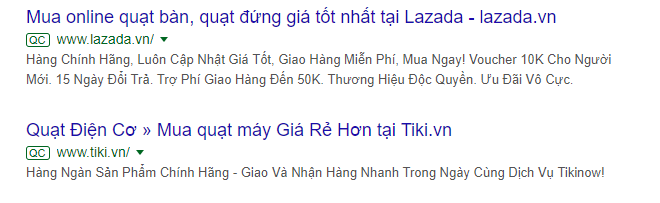 Mua online quạt bàn, quạt đứng giá tốt nhất tại Lazada - lazada.vn
QC www.lazada.vn/
Hàng Chính Hãng, Luôn Cập Nhật Giá Tốt, Giao Hàng Miễn Phí, Mua Ngay! Voucher 10K Cho Người
Mới. 15 Ngày Đổi Trả. Trợ Phí Giao Hàng Đến 50K. Thương Hiệu Độc Quyền. Ưu Đãi Vô Cực.
Quạt Điện Cơ » Mua quạt máy Giá Rẻ Hơn tại Tiki.vn
QC www.tiki.vn/
Hàng Ngàn Sản Phẩm Chính Hãng - Giao Và Nhận Hàng Nhanh Trong Ngày Cùng Dịch Vụ Tikinow!